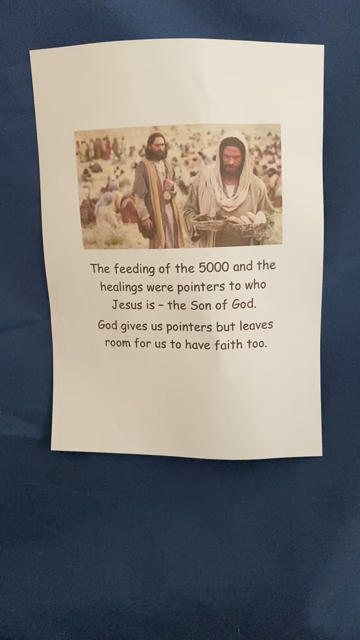 The feeding of the 5000 and the
healings were pointers to who
Jesus is – the Son of God.
God gives us pointers but leaves
room for us to have faith too.